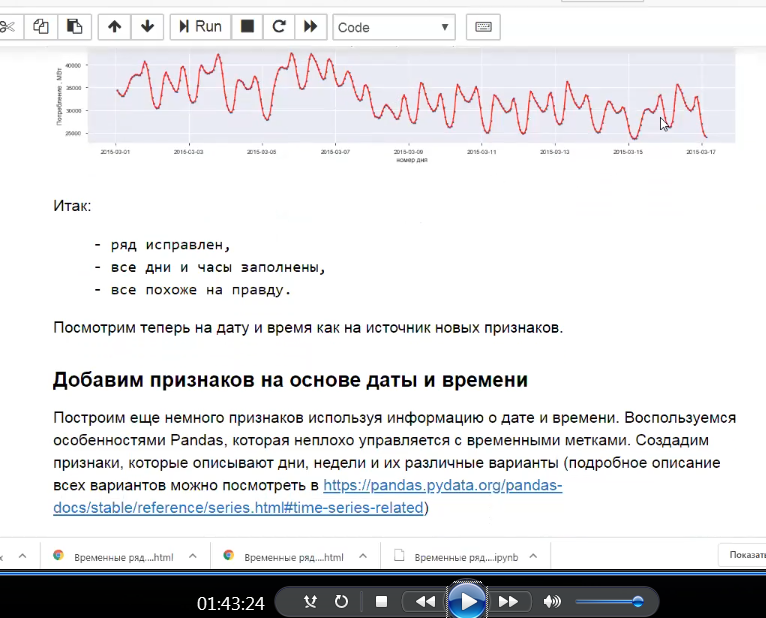 Run Code
40000
35000
30000
25000
Потребление - МВт
2015-03-01 2015-03-03 2015-03-05 2015-03-07 2015-03-09 2015-03-11 2015-03-13 2015-03-15 2015-03-17
номер дня
Итак:
- ряд исправлен,
- все дни и часы заполнены,
- все похоже на правду.
Посмотрим теперь на дату и время как на источник новых признаков.
Добавим признаков на основе даты и времени
Построим еще немного признаков используя информацию о дате и времени. Воспользуемся
особенностями Pandas, которая неплохо управляется с временными метками. Создадим
признаки, которые описывают дни, недели и их различные варианты (подробное описание
всех вариантов можно посмотреть в https://pandas.pydata.org/pandas-
docs/stable/reference/series.html#time-series-related)
Временные ряд....html Временные ряд....html Временные ряд....ipynb Показать
01:43:24